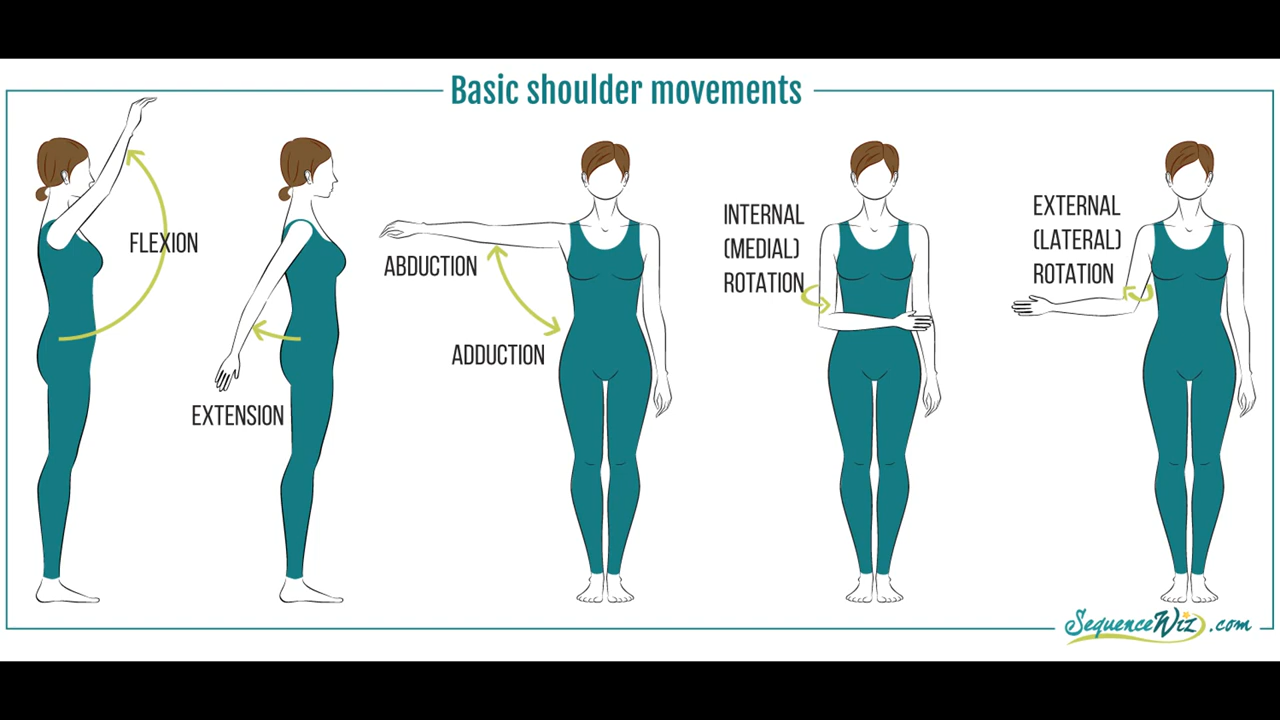 Basic shoulder movements
FLEXION
EXTENSION
ABDUCTION
ADDUCTION
INTERNAL
(MEDIAL)
ROTATION
EXTERNAL
(LATERAL)
ROTATION
SequenceWiz.com